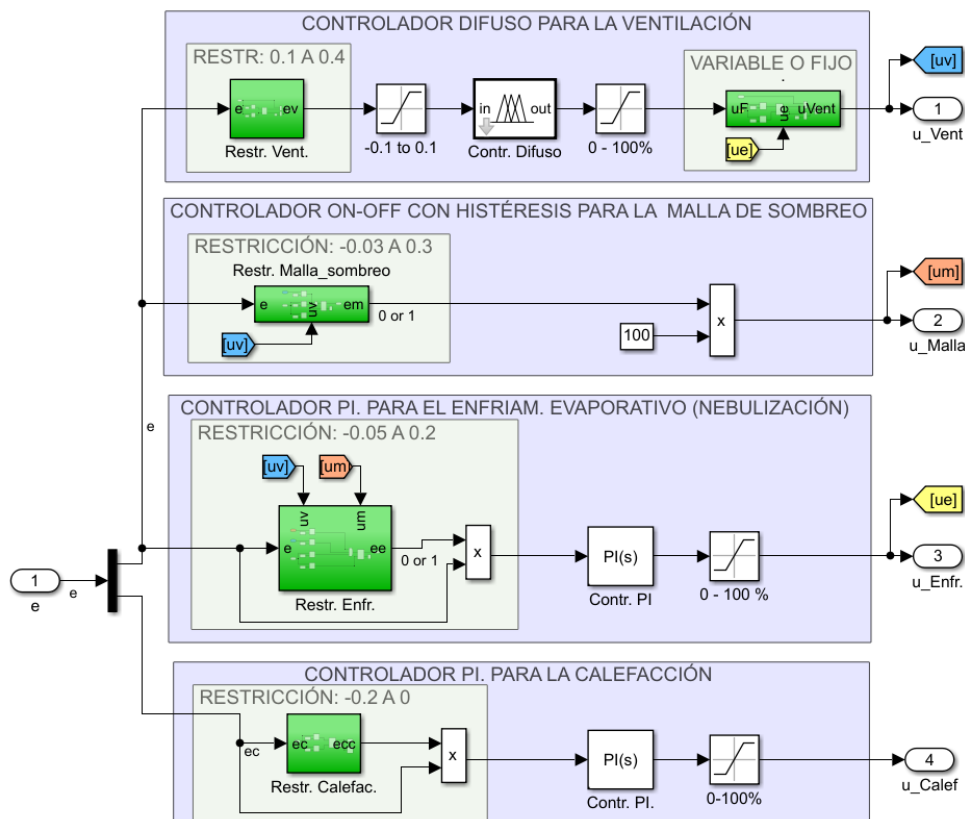 CONTROLADOR DIFUSO PARA LA VENTILACIÓN
RESTR: 0.1 A 0.4
e ev
Restr. Vent.
-0.1 to 0.1
in out
Contr. Difuso
0 - 100%
VARIABLE O FIJO
uF ue uVent
[ue]
[uv]
1
u_Vent
CONTROLADOR ON-OFF CON HISTÉRESIS PARA LA MALLA DE SOMBREO
RESTRICCIÓN: -0.03 A 0.3
Restr. Malla_sombreo
e uv em
0 or 1
[uv]
100
x
[um]
2
u_Malla
e
CONTROLADOR PI. PARA EL ENFRIAM. EVAPORATIVO (NEBULIZACIÓN)
RESTRICCIÓN: -0.05 A 0.2
[uv] [um]
uv um
e ee
0 or 1
Restr. Enfr.
x
PI(s)
Contr. PI
0 - 100 %
[ue]
3
u_Enfr.
1
e
e
CONTROLADOR PI. PARA LA CALEFACCIÓN
RESTRICCIÓN: -0.2 A 0
ec
ec ecc
Restr. Calefac.
x
PI(s)
Contr. PI.
0-100%
4
u_Calef